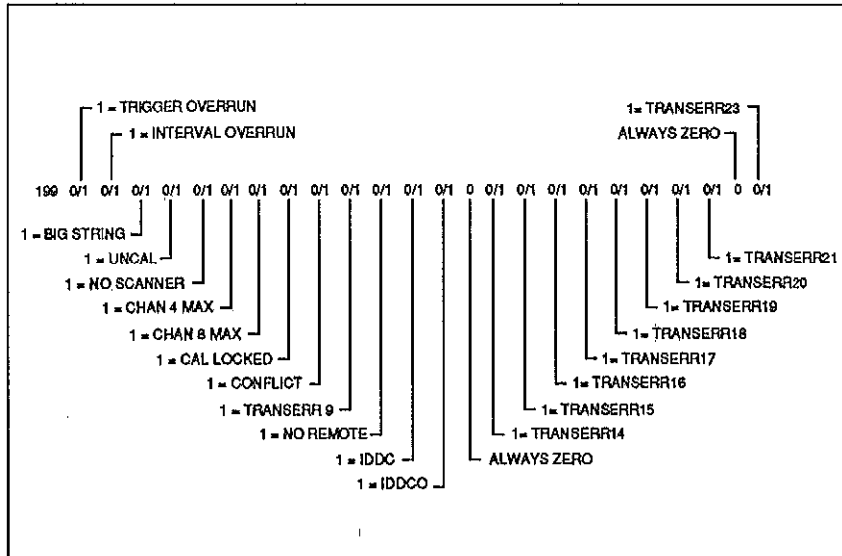 1 = TRIGGER OVERRUN
1= TRANSERR23
1 = INTERVAL OVERRUN
ALWAYS ZERO
199 0/1 0/1 0/1 0/1 0/1 0/1 0/1 0/1 0/1 0/1 0/1 0/1 0/1 0 0/1 0/1 0/1 0/1 0/1 0/1 0/1 0/1 0 0/1
1 = BIG STRING
1 = UNCAL
1= TRANSERR21
1 = NO SCANNER
1= TRANSERR20
1 = CHAN 4 MAX
1= TRANSERR19
1 = CHAN 8 MAX
1= TRANSERR18
1 = CAL LOCKED
1= TRANSERR17
1 = CONFLICT
1= TRANSERR16
1 = TRANSERR 9
1= TRANSERR15
1 = NO REMOTE
1= TRANSERR14
1 = IDDC
ALWAYS ZERO
1 = IDDCO